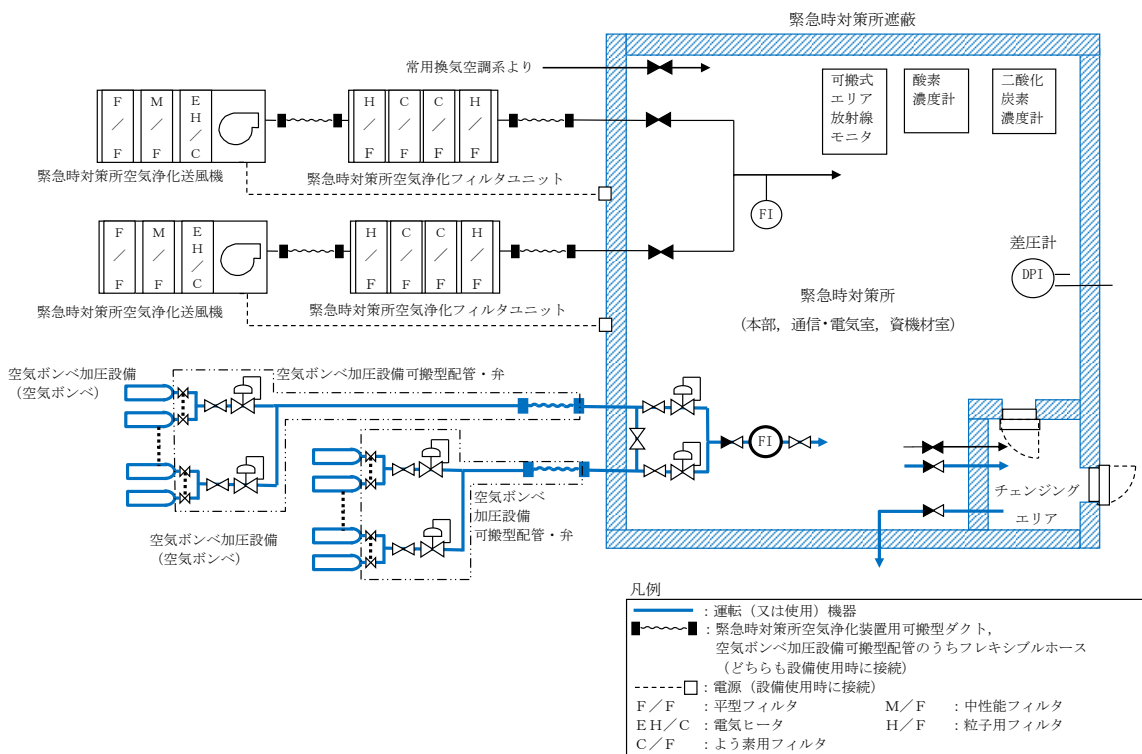 緊急時対策所遮蔽
常用換気空調系より
可搬式
エリア
放射線
モニタ
酸素
濃度計
二酸化
炭素
濃度計
F/F
M/F
EH/C
H/F
C/F
C/F
H/F
緊急時対策所空気浄化送風機
緊急時対策所空気浄化フィルタユニット
FI
F/F
M/F
EH/C
H/F
C/F
C/F
H/F
緊急時対策所空気浄化送風機
緊急時対策所空気浄化フィルタユニット
差圧計
DPI
緊急時対策所
(本部,通信・電気室,資機材室)
空気ボンベ加圧設備
(空気ボンベ)
空気ボンベ加圧設備可搬型配管・弁
FI
空気ボンベ
加圧設備
可搬型配管・弁
空気ボンベ加圧設備
(空気ボンベ)
チェンジング
エリア
凡例
:運転(又は使用)機器
:緊急時対策所空気浄化装置用可搬型ダクト,
空気ボンベ加圧設備可搬型配管のうちフレキシブルホース
(どちらも設備使用時に接続)
:電源(設備使用時に接続)
F/F :平型フィルタ M/F :中性能フィルタ
EH/C :電気ヒータ H/F :粒子用フィルタ
C/F :よう素用フィルタ